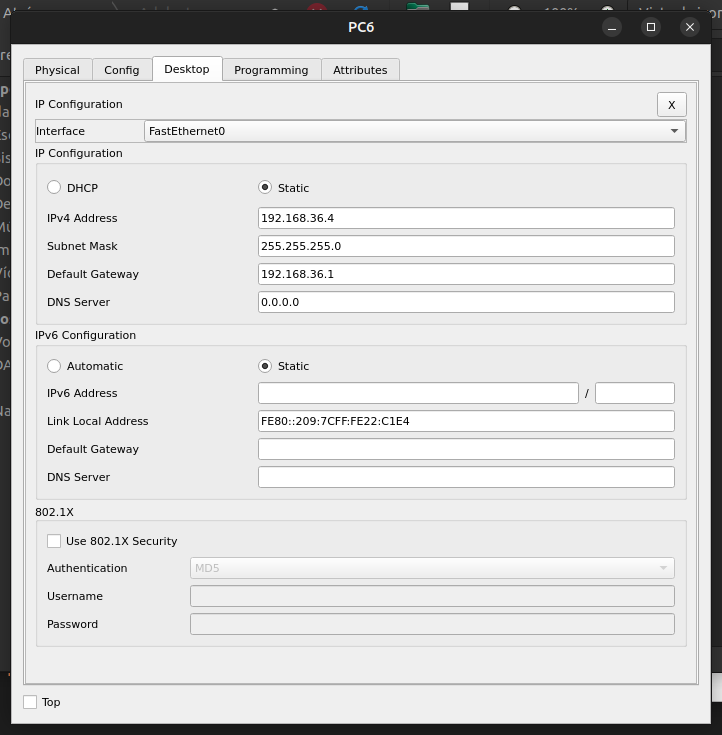 PC6
Physical Config Desktop Programming Attributes
IP Configuration X
Interface FastEthernet0
IP Configuration
DHCP Static
IPv4 Address 192.168.36.4
Subnet Mask 255.255.255.0
Default Gateway 192.168.36.1
DNS Server 0.0.0.0
IPv6 Configuration
Automatic Static
IPv6 Address /
Link Local Address FE80::209:7CFF:FE22:C1E4
Default Gateway
DNS Server
802.1X
Use 802.1X Security
Authentication MD5
Username
Password
Top